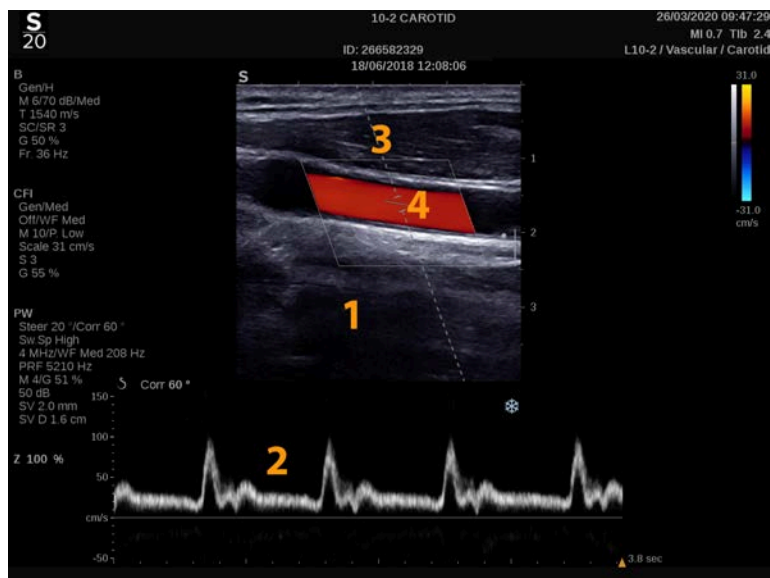 S
20
10-2 CAROTID
26/03/2020 09:47:29
MI 0.7 TIb 2.4
ID: 266582329
L10-2 / Vascular / Carotid
18/06/2018 12:08:06
B
Gen/H
M 6/70 dB/Med
T 1540 m/s
SC/SR 3
G 50 %
Fr. 36 Hz
CFI
Gen/Med
Off/WF Med
M 10/P. Low
Scale 31 cm/s
S 3
G 55 %
PW
Steer 20 °/Corr 60 °
Sw.Sp High
4 MHz/WF Med 208 Hz
PRF 5210 Hz
M 4/G 51 %
50 dB
SV 2.0 mm
SV D 1.6 cm
Z 100 %
S
3
4
1
1
2
3
31.0
-31.0
cm/s
Corr 60 °
150
100
50
cm/s
-50
2
3.8 sec